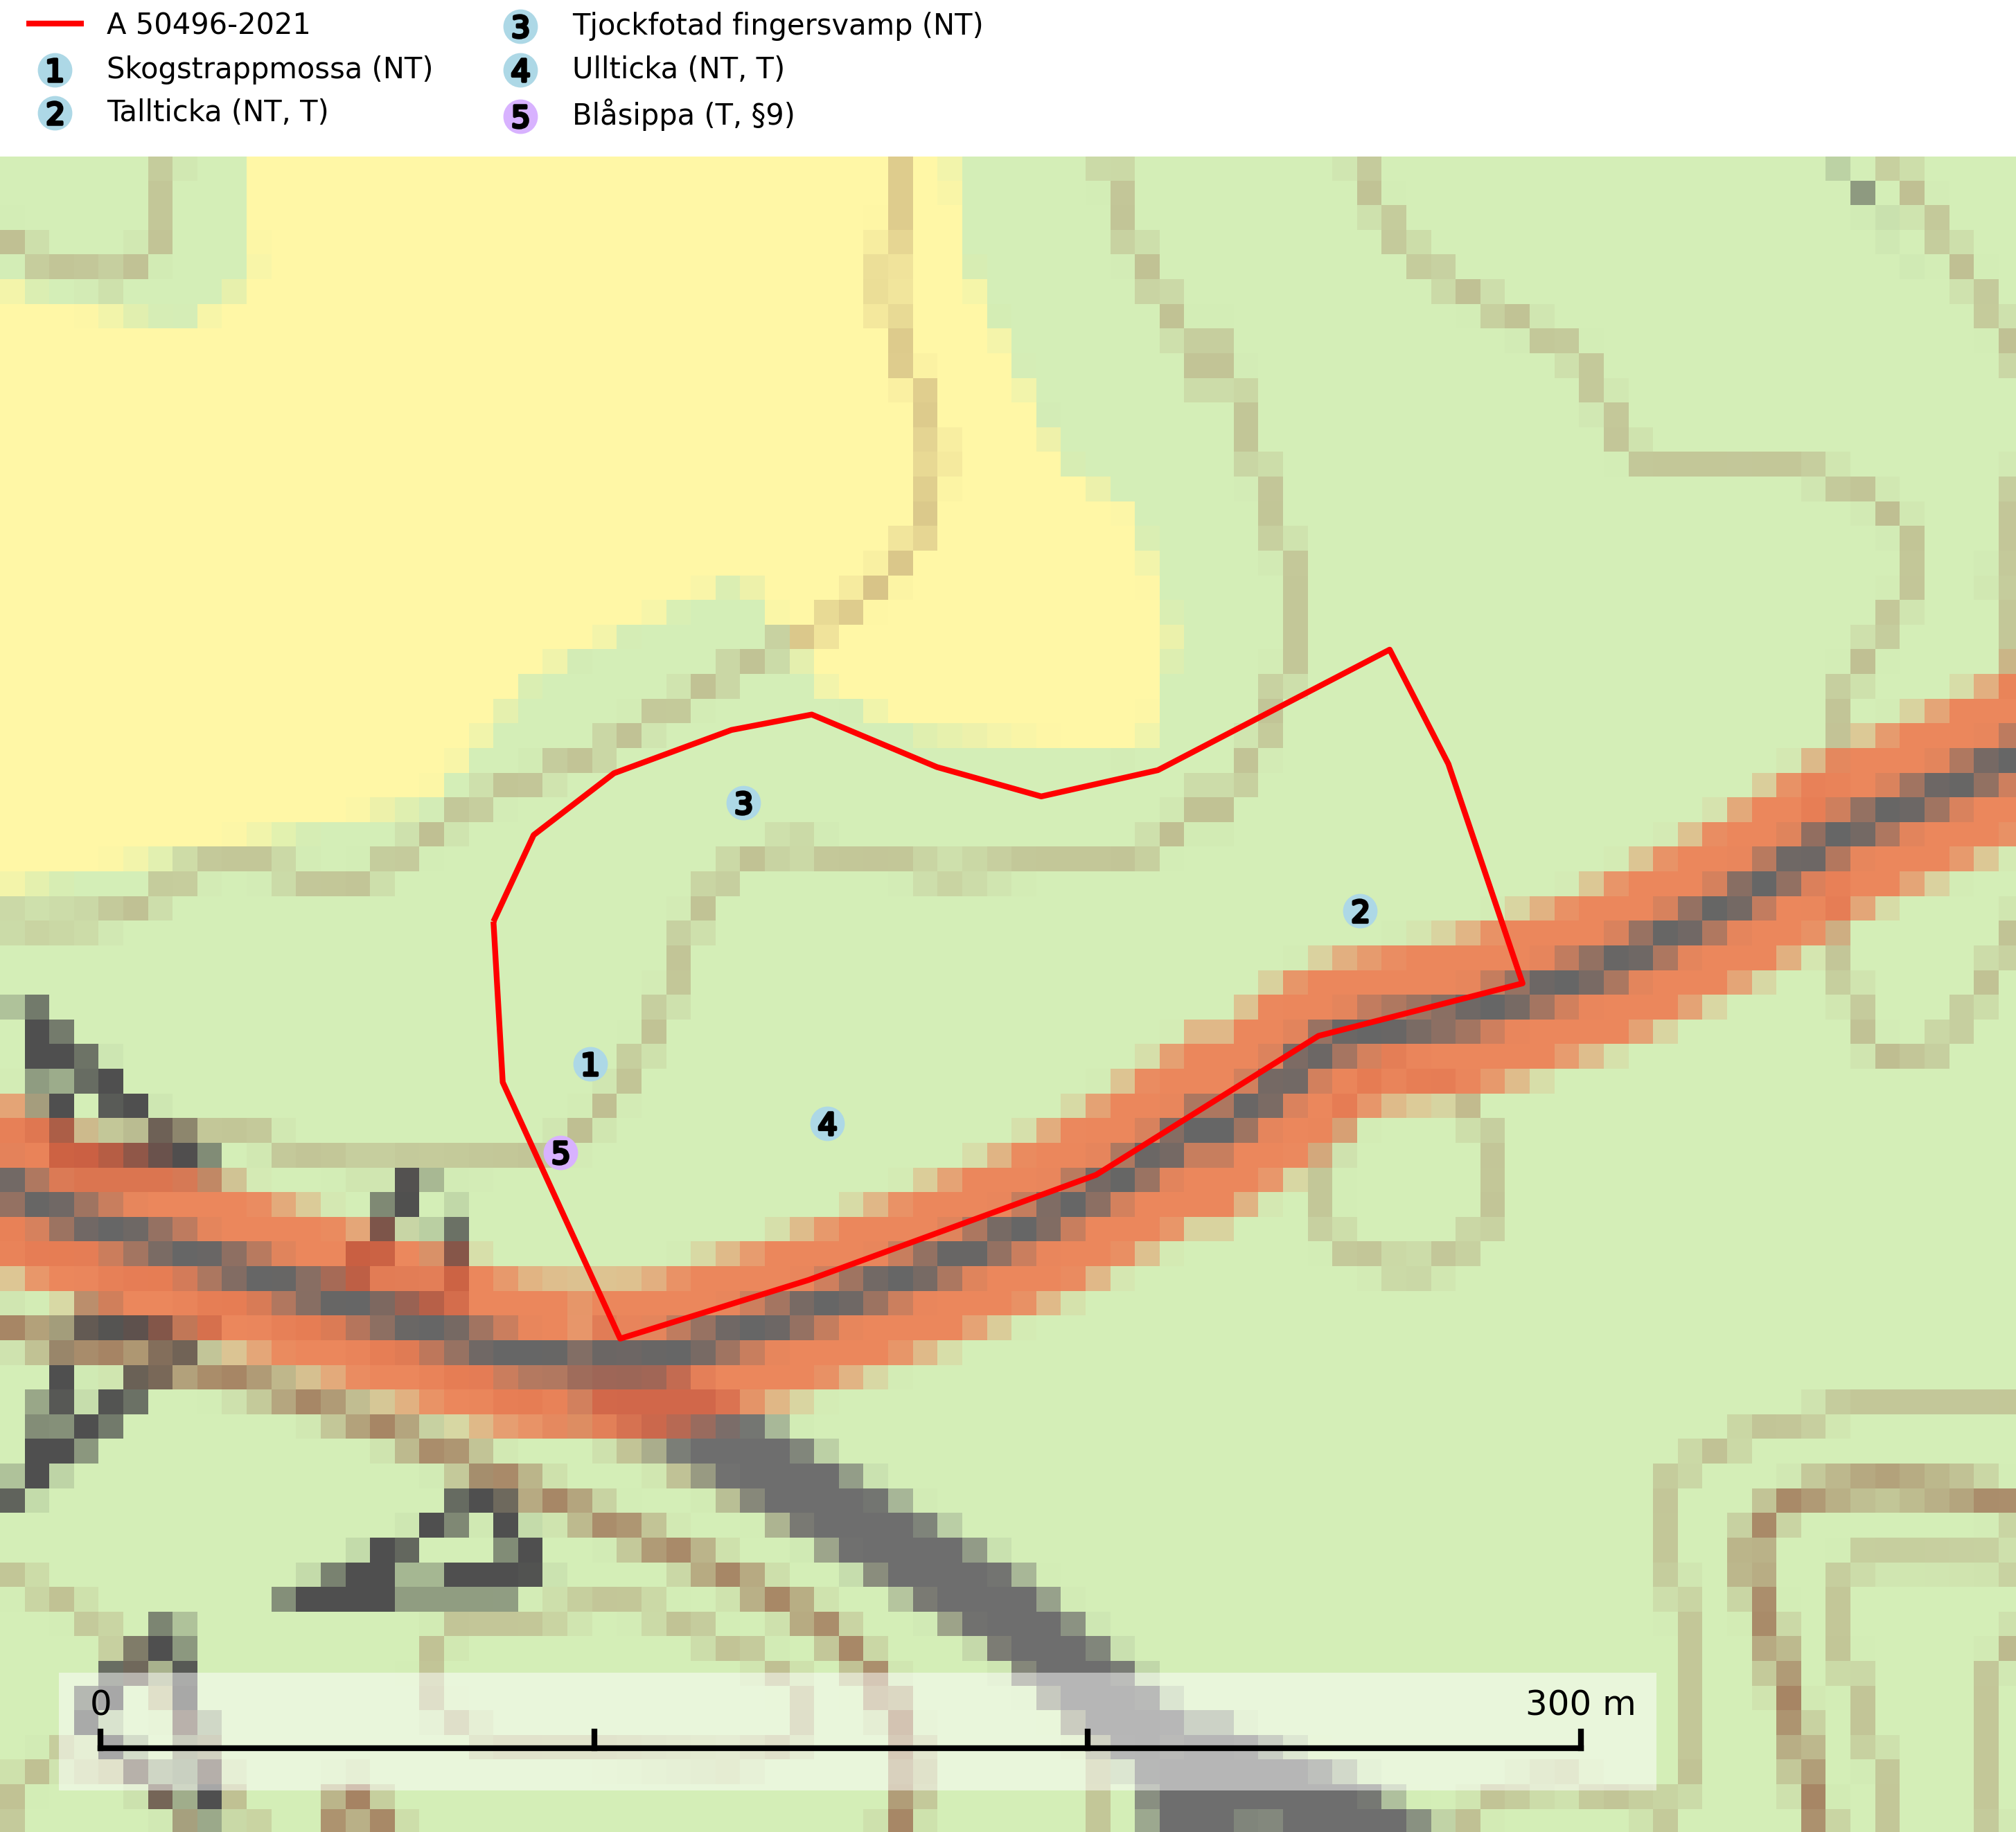 A 50496-2021
1 Skogstrappmossa (NT)
2 Tallticka (NT, T)
3 Tjockfotad fingersvamp (NT)
4 Ullticka (NT, T)
5 Blåsippa (T, §9)
3
2
1
4
5
0 300 m